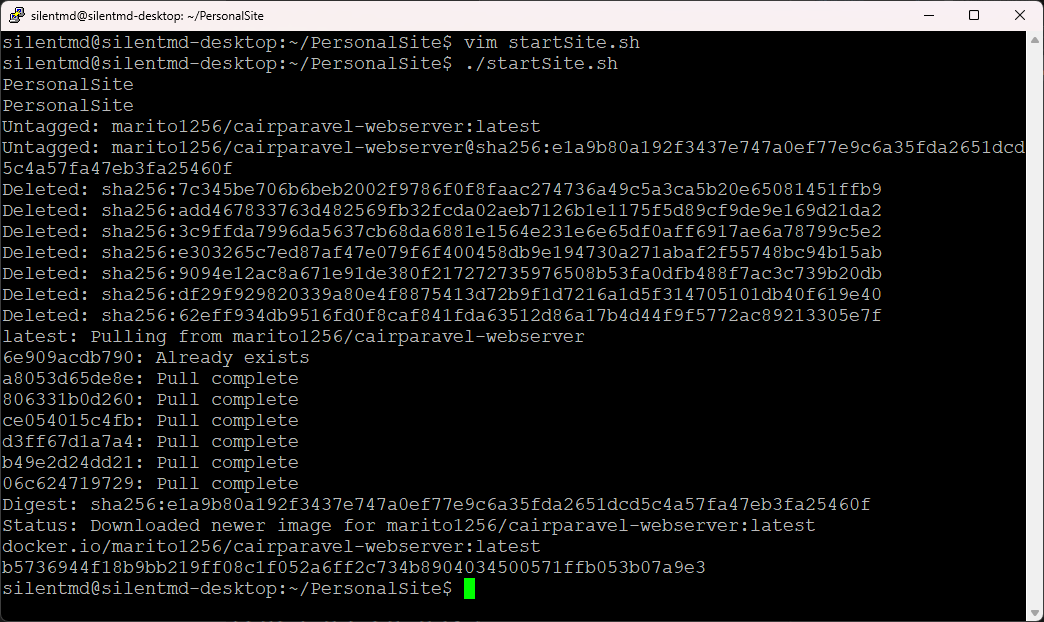 silentmd@silentmd-desktop: ~/PersonalSite
silentmd@silentmd-desktop:~/PersonalSite$ vim startSite.sh
silentmd@silentmd-desktop:~/PersonalSite$ ./startSite.sh
PersonalSite
PersonalSite
Untagged: marito1256/cairparavel-webserver:latest
Untagged: marito1256/cairparavel-webserver@sha256:e1a9b80a192f3437e747a0ef77e9c6a35fda2651dcd
5c4a57fa47eb3fa25460f
Deleted: sha256:7c345be706b6beb2002f9786f0f8faac274736a49c5a3ca5b20e65081451ffb9
Deleted: sha256:add467833763d482569fb32fcda02aeb7126b1e1175f5d89cf9de9e169d21da2
Deleted: sha256:3c9ffda7996da5637cb68da6881e1564e231e6e65df0aff6917ae6a78799c5e2
Deleted: sha256:e303265c7ed87af47e079f6f400458db9e194730a271abaf2f55748bc94b15ab
Deleted: sha256:9094e12ac8a671e91de380f217272735976508b53fa0dfb488f7ac3c739b20db
Deleted: sha256:df29f929820339a80e4f8875413d72b9f1d7216a1d5f314705101db40f619e40
Deleted: sha256:62eff934db9516fd0f8caf841fda63512d86a17b4d44f9f5772ac89213305e7f
latest: Pulling from marito1256/cairparavel-webserver
6e909acdb790: Already exists
a8053d65de8e: Pull complete
806331b0d260: Pull complete
ce054015c4fb: Pull complete
d3ff67d1a7a4: Pull complete
b49e2d24dd21: Pull complete
06c624719729: Pull complete
Digest: sha256:e1a9b80a192f3437e747a0ef77e9c6a35fda2651dcd5c4a57fa47eb3fa25460f
Status: Downloaded newer image for marito1256/cairparavel-webserver:latest
docker.io/marito1256/cairparavel-webserver:latest
b5736944f18b9bb219ff08c1f052a6ff2c734b8904034500571ffb053b07a9e3
silentmd@silentmd-desktop:~/PersonalSite$